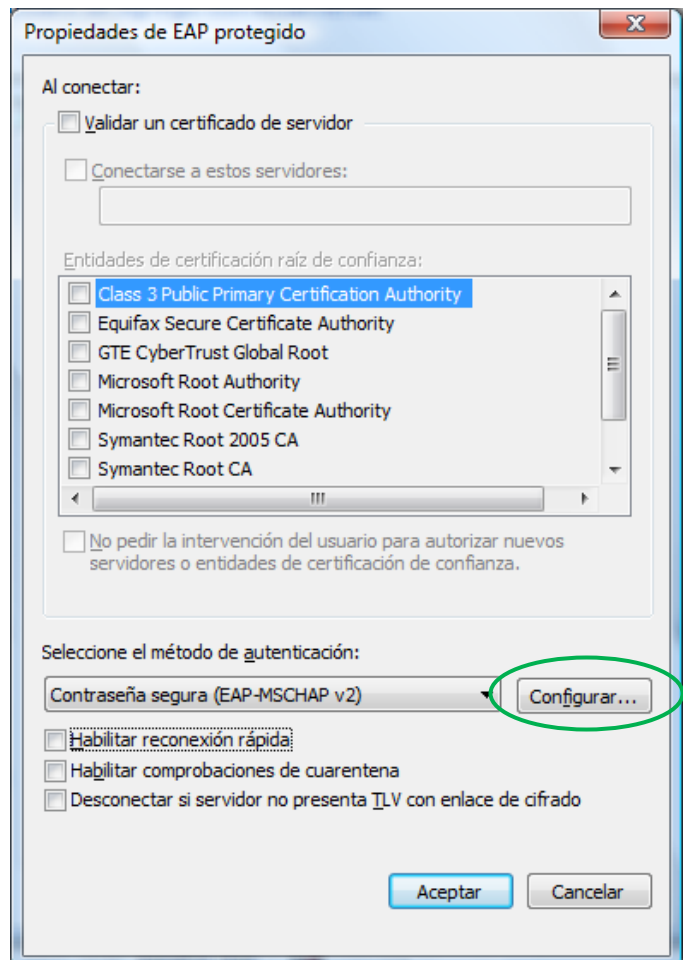 Propiedades de EAP protegido
Al conectar:
Validar un certificado de servidor
Conectarse a estos servidores:
Entidades de certificación raíz de confianza:
Class 3 Public Primary Certification Authority
Equifax Secure Certificate Authority
GTE CyberTrust Global Root
Microsoft Root Authority
Microsoft Root Certificate Authority
Symantec Root 2005 CA
Symantec Root CA
No pedir la intervención del usuario para autorizar nuevos
servidores o entidades de certificación de confianza.
Seleccione el método de autenticación:
Contraseña segura (EAP-MSCHAP v2) Configurar...
Habilitar reconexión rápida
Habilitar comprobaciones de cuarentena
Desconectar si servidor no presenta TLV con enlace de cifrado
Aceptar Cancelar